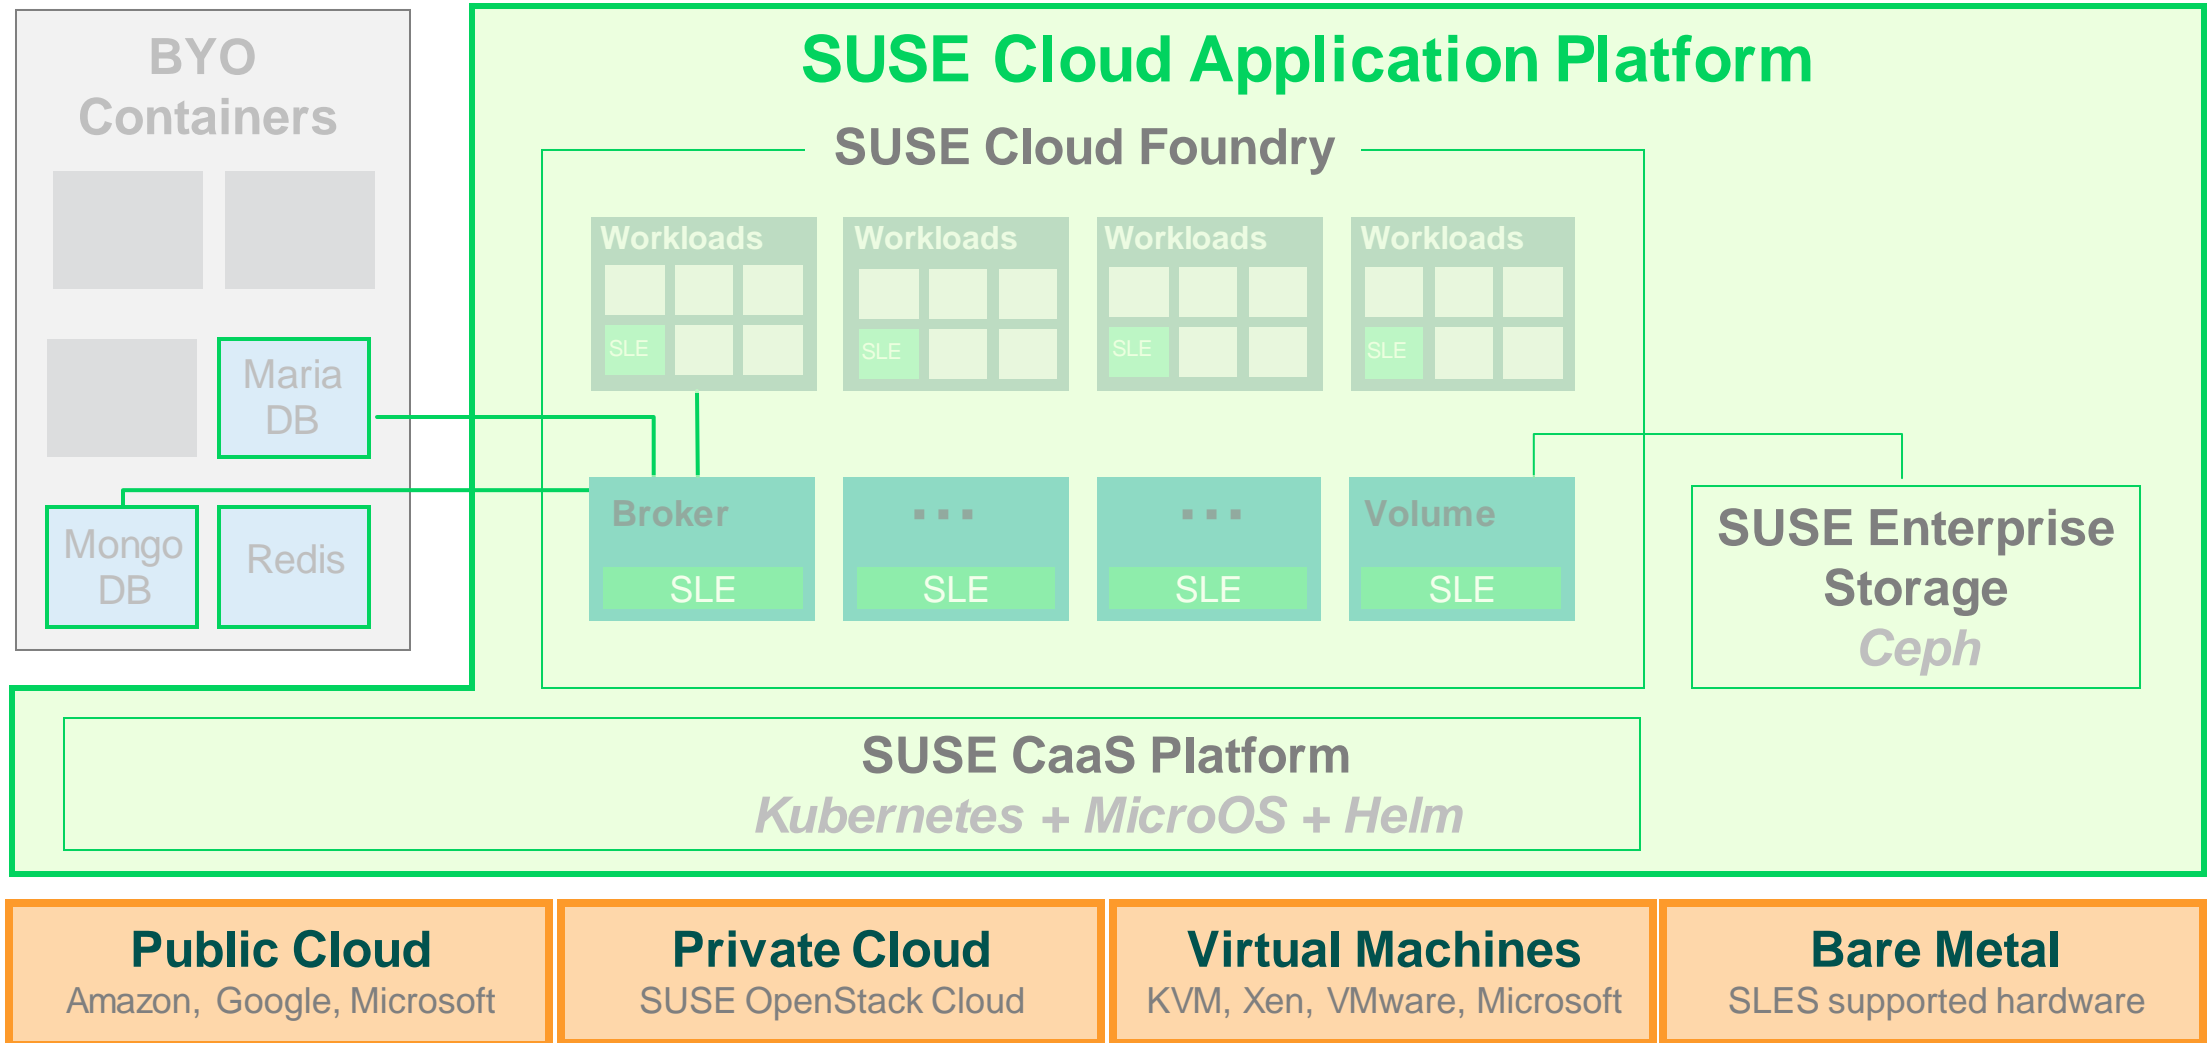 BYO
Containers
Maria
DB
Mongo
DB
Redis
SUSE Cloud Application Platform
SUSE Cloud Foundry
Workloads
SLE
Workloads
SLE
Workloads
SLE
Workloads
SLE
Broker
SLE
...
SLE
...
SLE
Volume
SLE
SUSE Enterprise
Storage
Ceph
SUSE CaaS Platform
Kubernetes + MicroOS + Helm
Public Cloud
Amazon, Google, Microsoft
Private Cloud
SUSE OpenStack Cloud
Virtual Machines
KVM, Xen, VMware, Microsoft
Bare Metal
SLES supported hardware